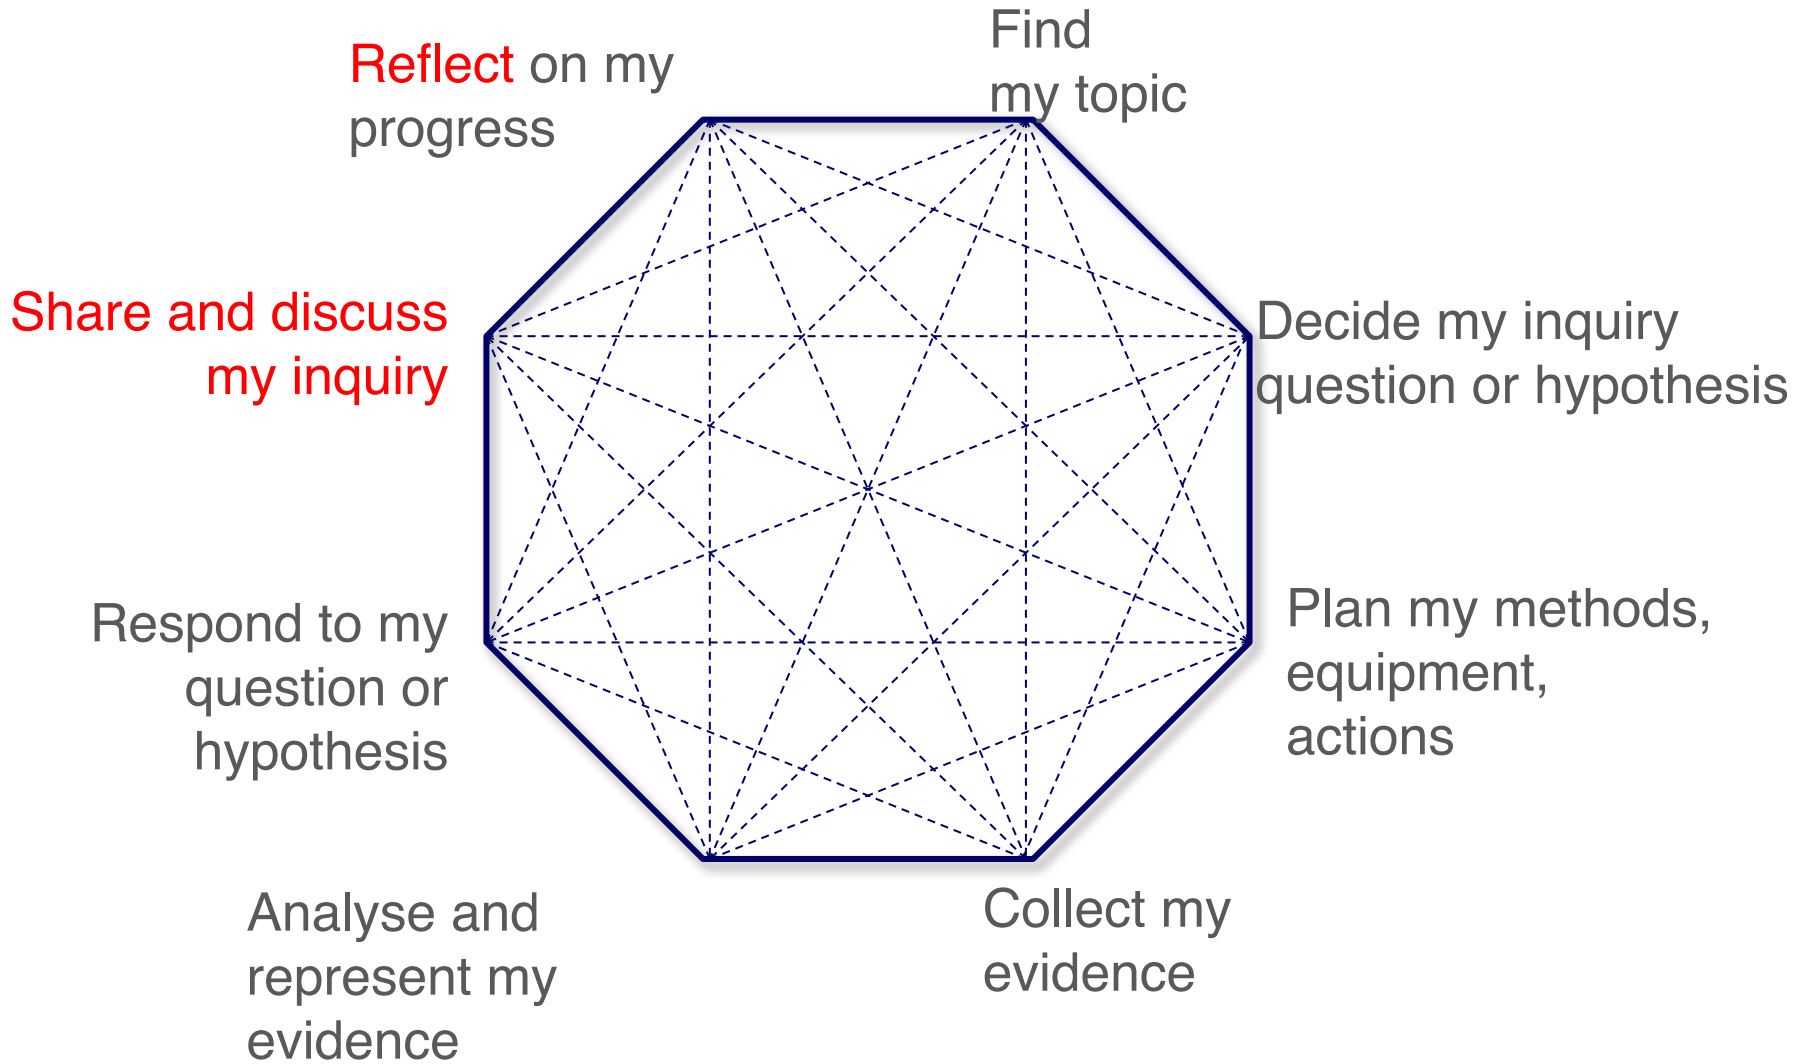 Find
my topic
Decide my inquiry
question or hypothesis
Plan my methods,
equipment,
actions
Collect my
evidence
Analyse and
represent my
evidence
Respond to my
question or
hypothesis
Share and discuss
my inquiry
Reflect on my
progress